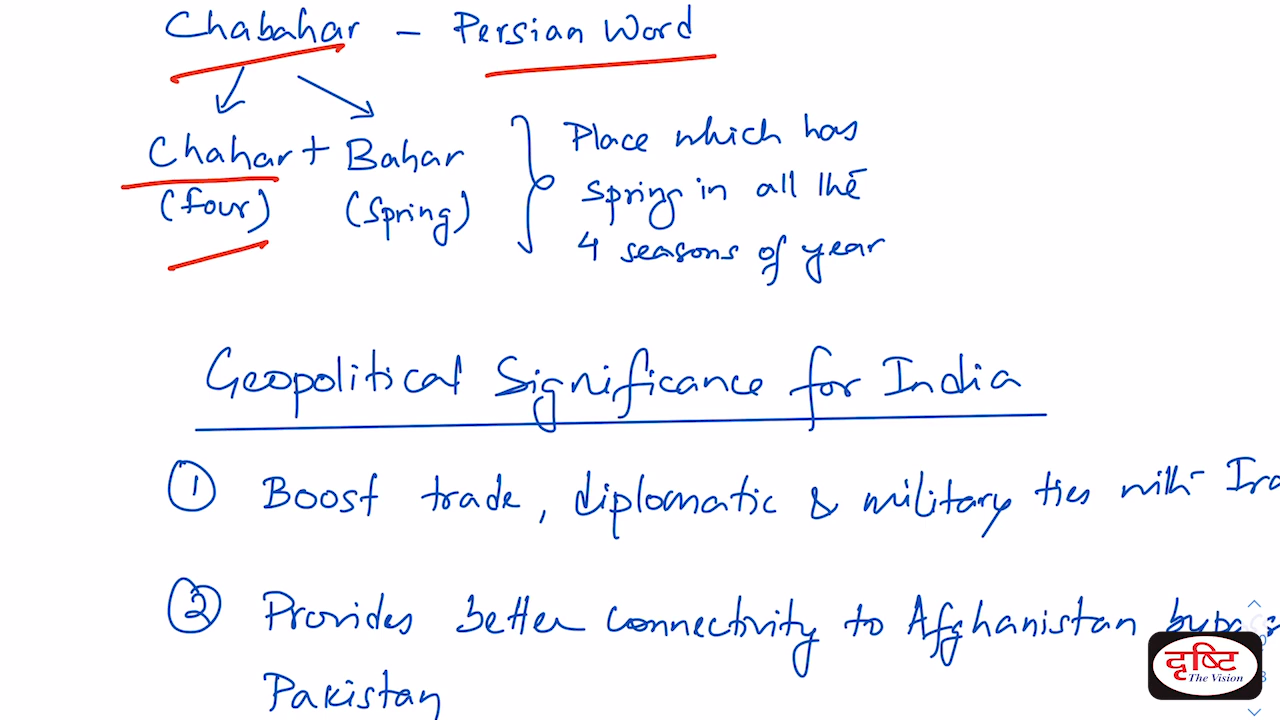 Chabahar – Persian Word
Chahar + Bahar
(four) (Spring)
Place which has
Spring in all the
4 seasons of year
Geopolitical Significance for India
① Boost trade, diplomatic & military ties with
② Provides better connectivity to Afghanistan
Pakistan
दृष्टि
The Vision